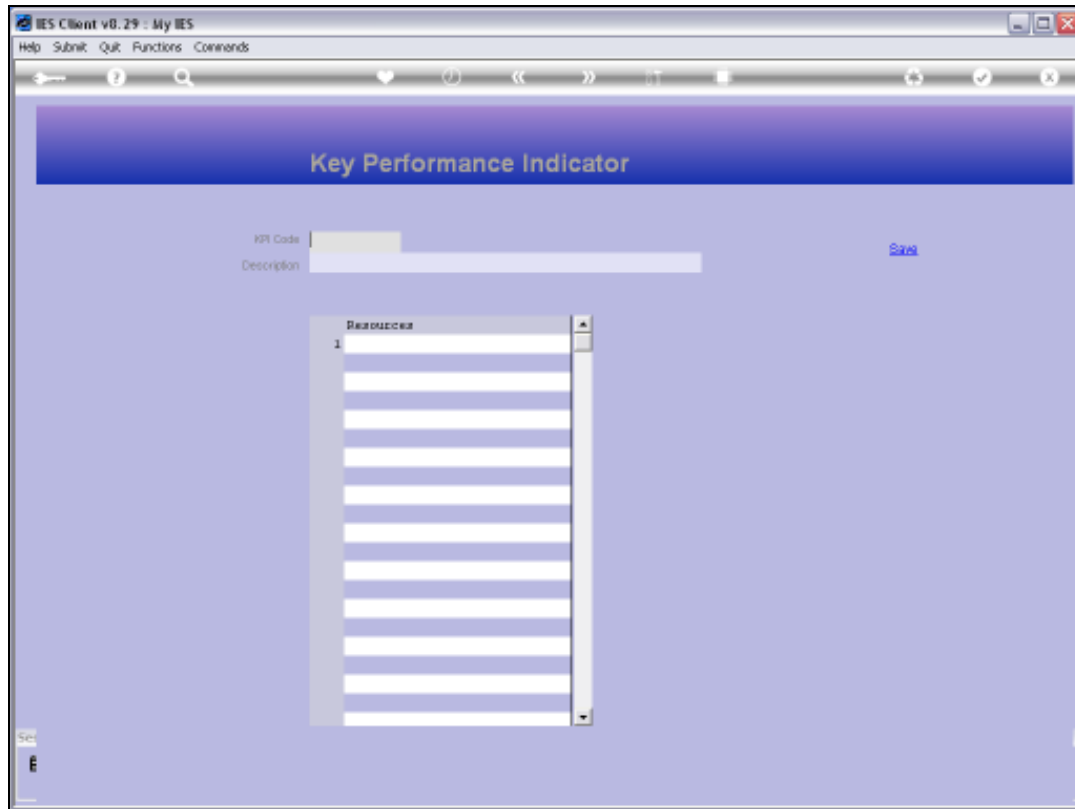 IES Client v8.29 : My IES
Help Submit Quit Functions Commands
Key Performance Indicator
KPI Code
Save
Description
Resources
1